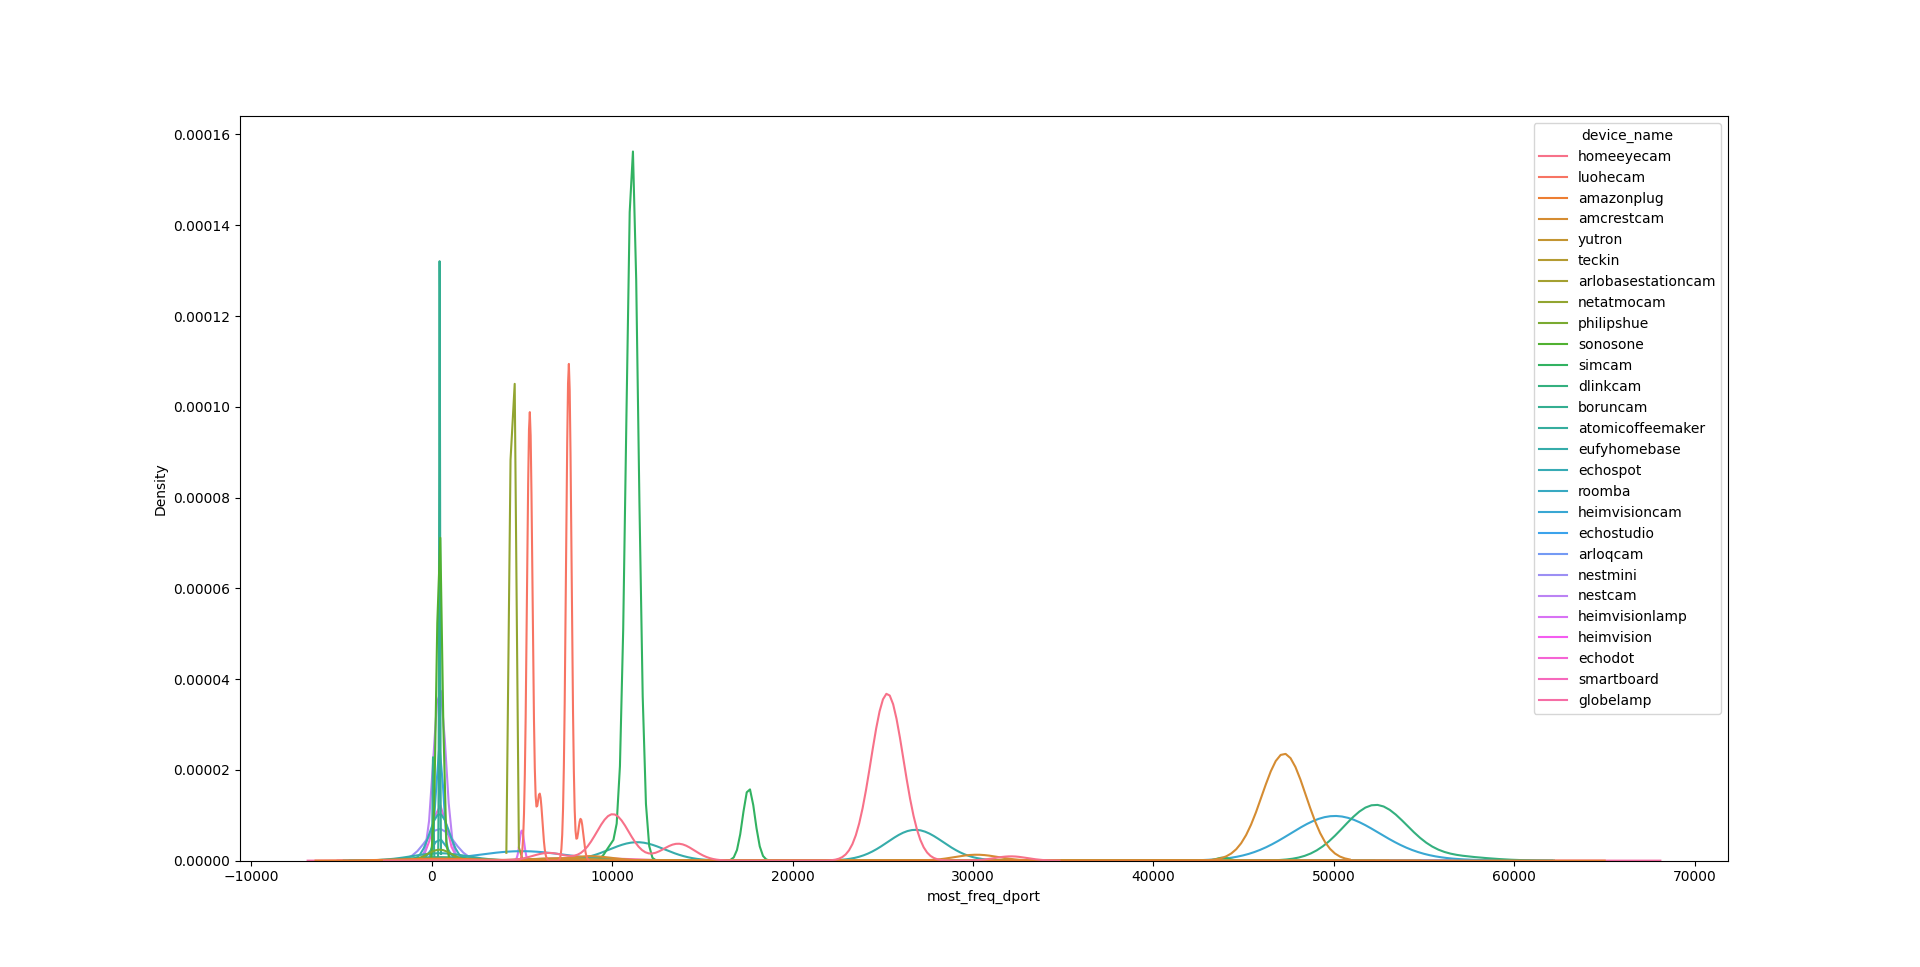 0.00016
0.00014
0.00012
0.00010
0.00008
0.00006
0.00004
0.00002
0.00000
Density
−10000 0 10000 20000 30000 40000 50000 60000 70000
most_freq_dport
device_name
homeeyecam
luohecam
amazonplug
amcrestcam
yutron
teckin
arlobasestationcam
netatmocam
philipshue
sonosone
simcam
dlinkcam
boruncam
atomicoffeemaker
eufyhomebase
echospot
roomba
heimvisioncam
echostudio
arloqcam
nestmini
nestcam
heimvisionlamp
heimvision
echodot
smartboard
globelamp